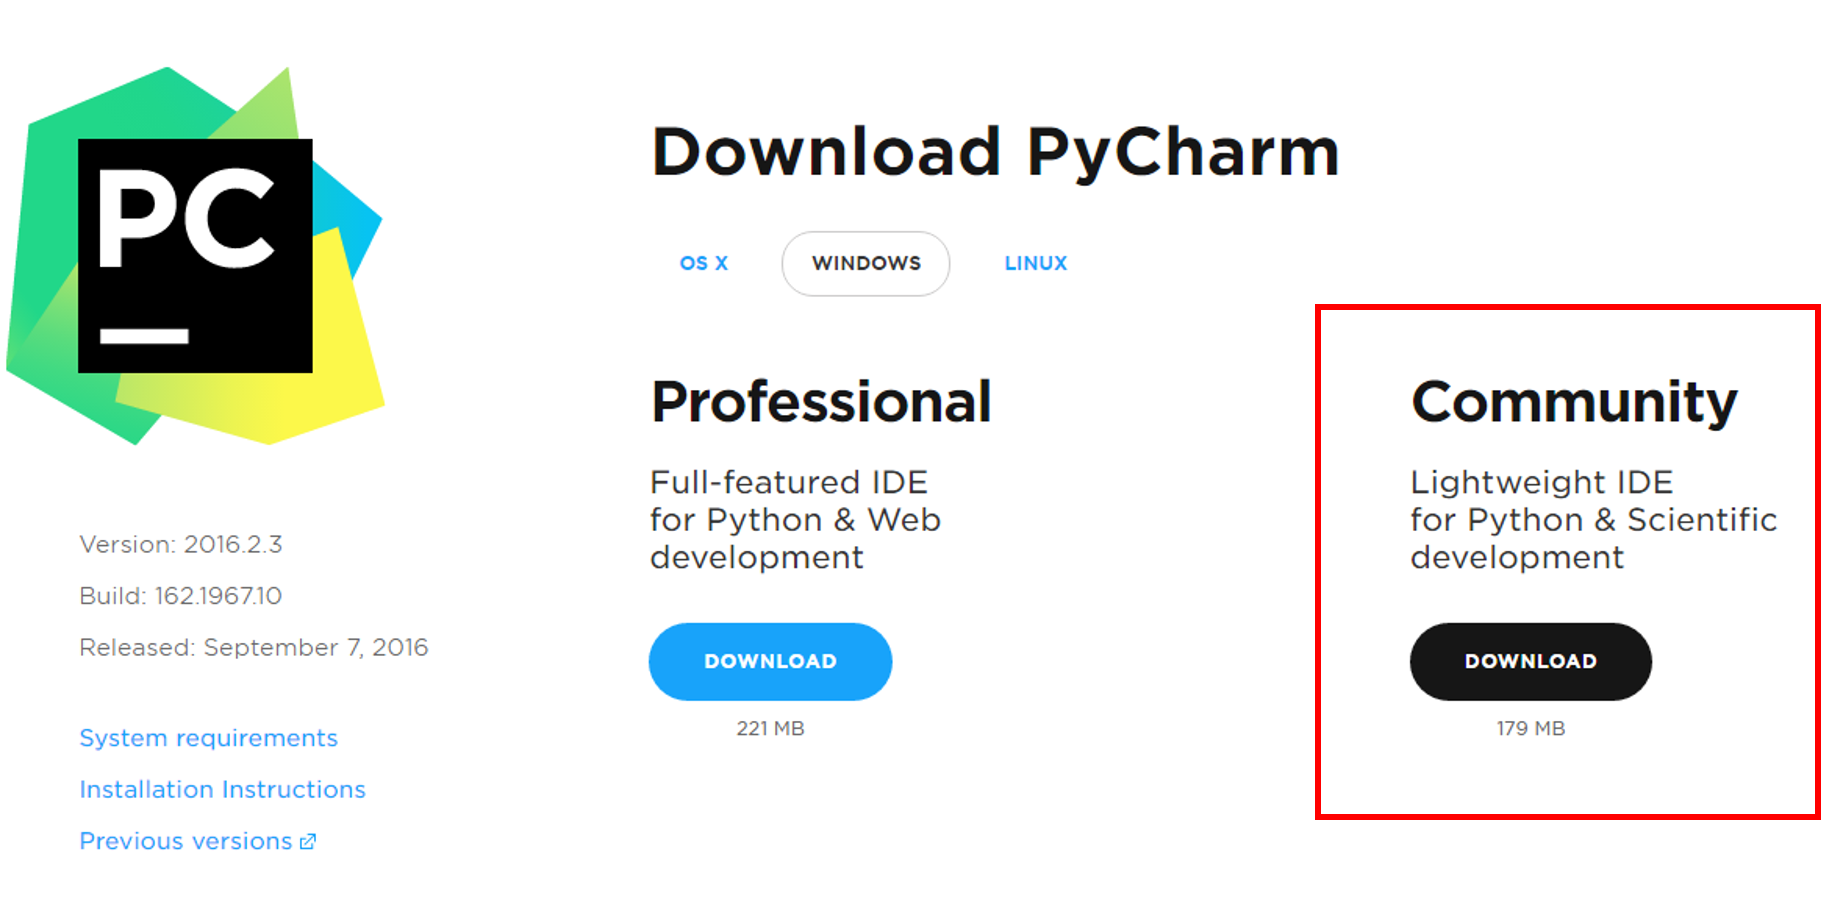 PC
Download PyCharm
OS X
WINDOWS
LINUX
Professional
Full-featured IDE
for Python & Web
development
DOWNLOAD
221 MB
Community
Lightweight IDE
for Python & Scientific
development
DOWNLOAD
179 MB
Version: 2016.2.3
Build: 162.1967.10
Released: September 7, 2016
System requirements
Installation Instructions
Previous versions